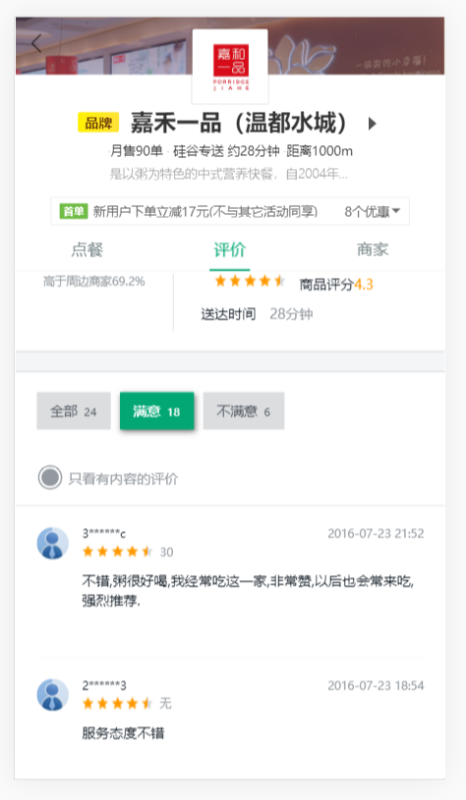 一碗粥的小幸福!
嘉和
一品
PORRIDGE
JIAHE
品牌 嘉禾一品（温都水城）
月售90单 硅谷专送 约28分钟 距离1000m
是以粥为特色的中式营养快餐，自2004年...
首单 新用户下单立减17元(不与其它活动同享) 8个优惠
点餐 评价 商家
高于周边商家69.2%
商品评分4.3
送达时间 28分钟
全部 24 满意 18 不满意 6
只看有内容的评价
3******c 2016-07-23 21:52
30
不错,粥很好喝,我经常吃这一家,非常赞,以后也会常来吃,
强烈推荐.
2******3 2016-07-23 18:54
无
服务态度不错